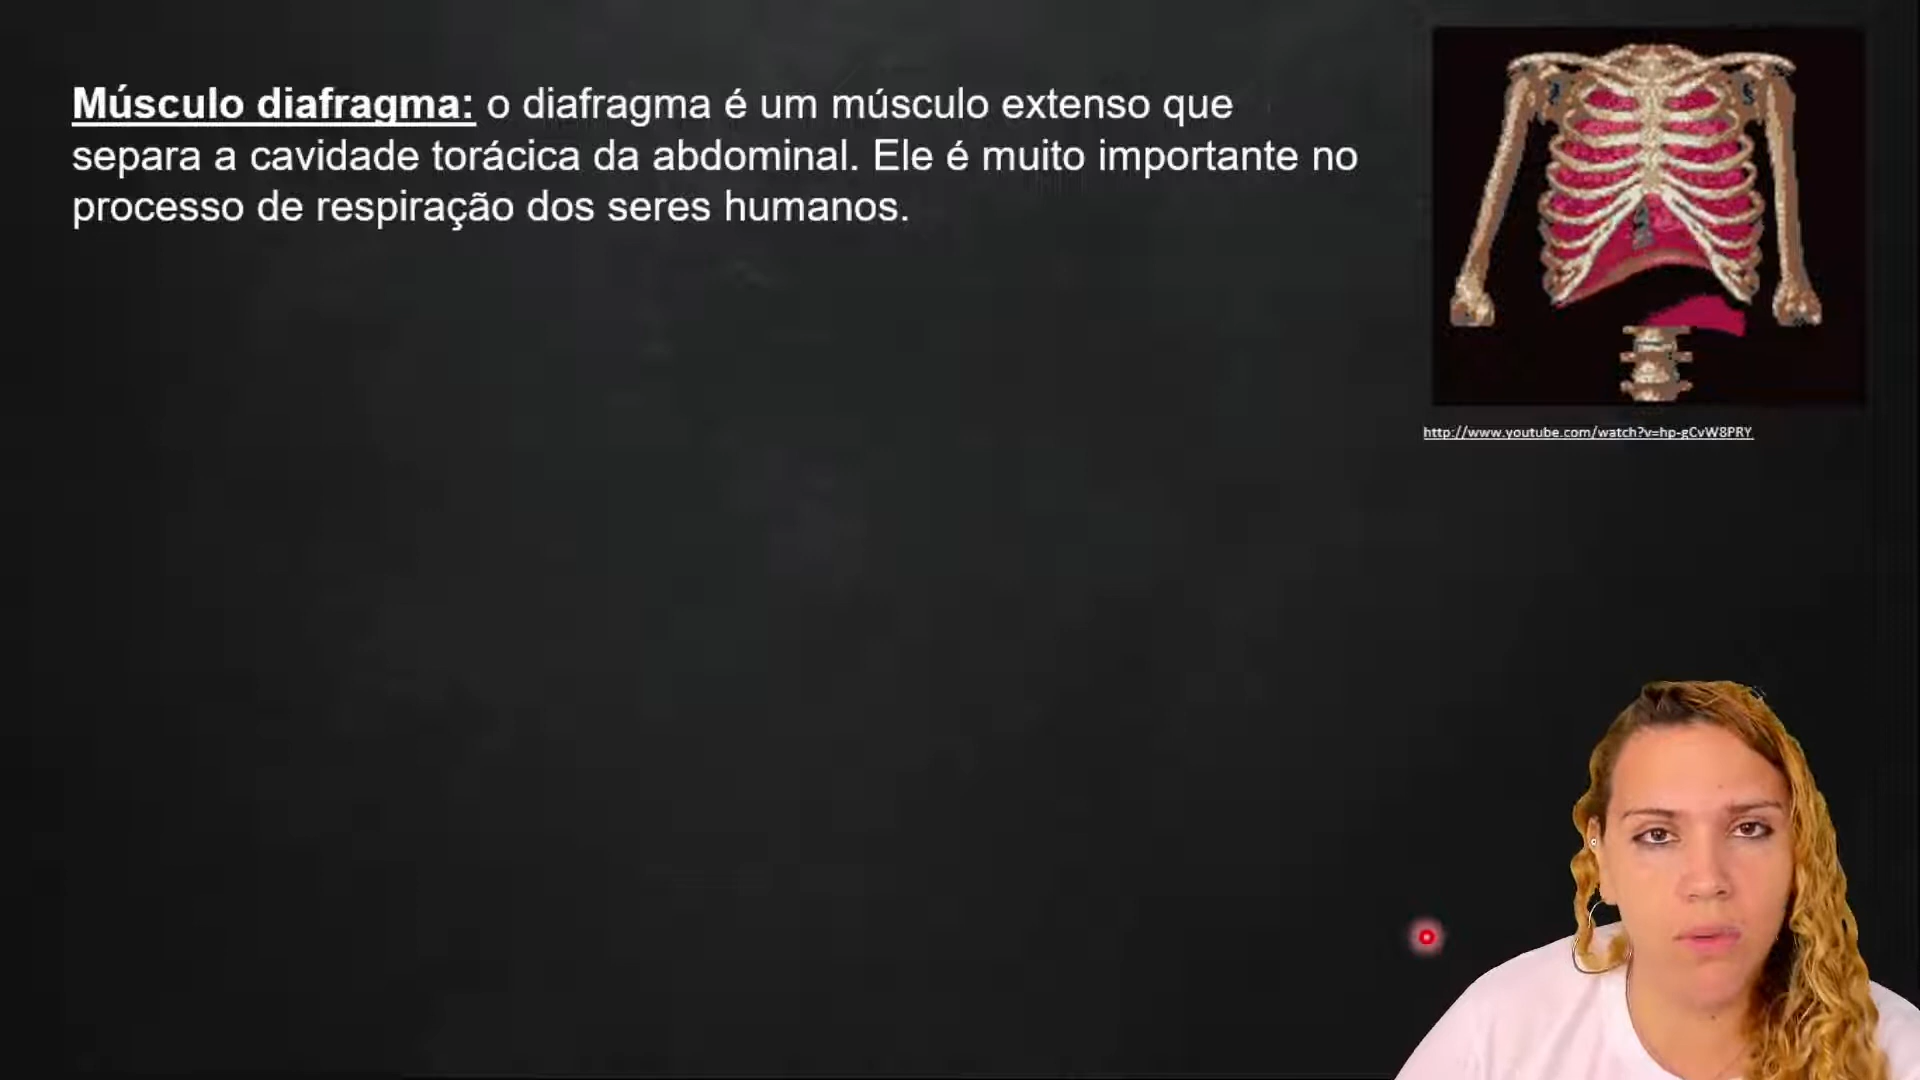 Músculo diafragma: o diafragma é um músculo extenso que
separa a cavidade torácica da abdominal. Ele é muito importante no
processo de respiração dos seres humanos.
http://www.youtube.com/watch?v=hp-gCvW8PRY